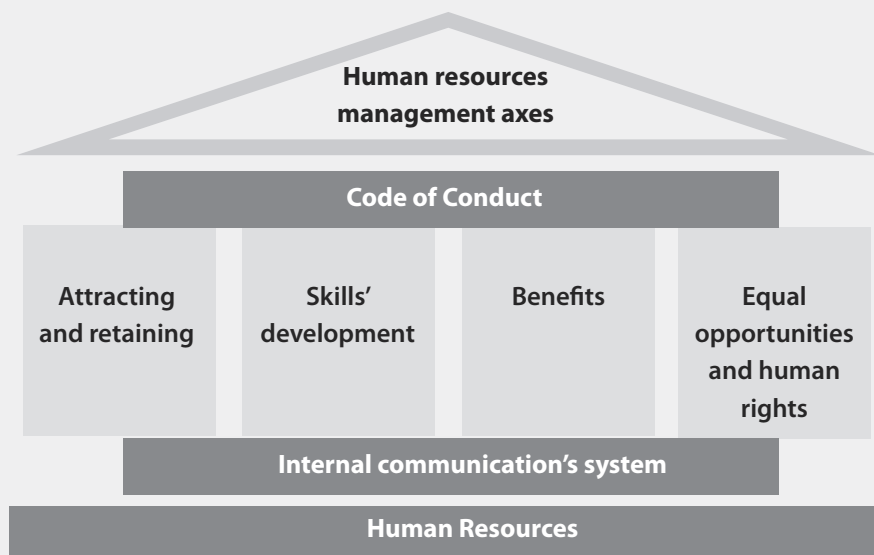 Human resources
management axes
Code of Conduct
Attracting
and retaining
Skills’
development
Benefits
Equal
opportunities
and human
rights
Internal communication’s system
Human Resources